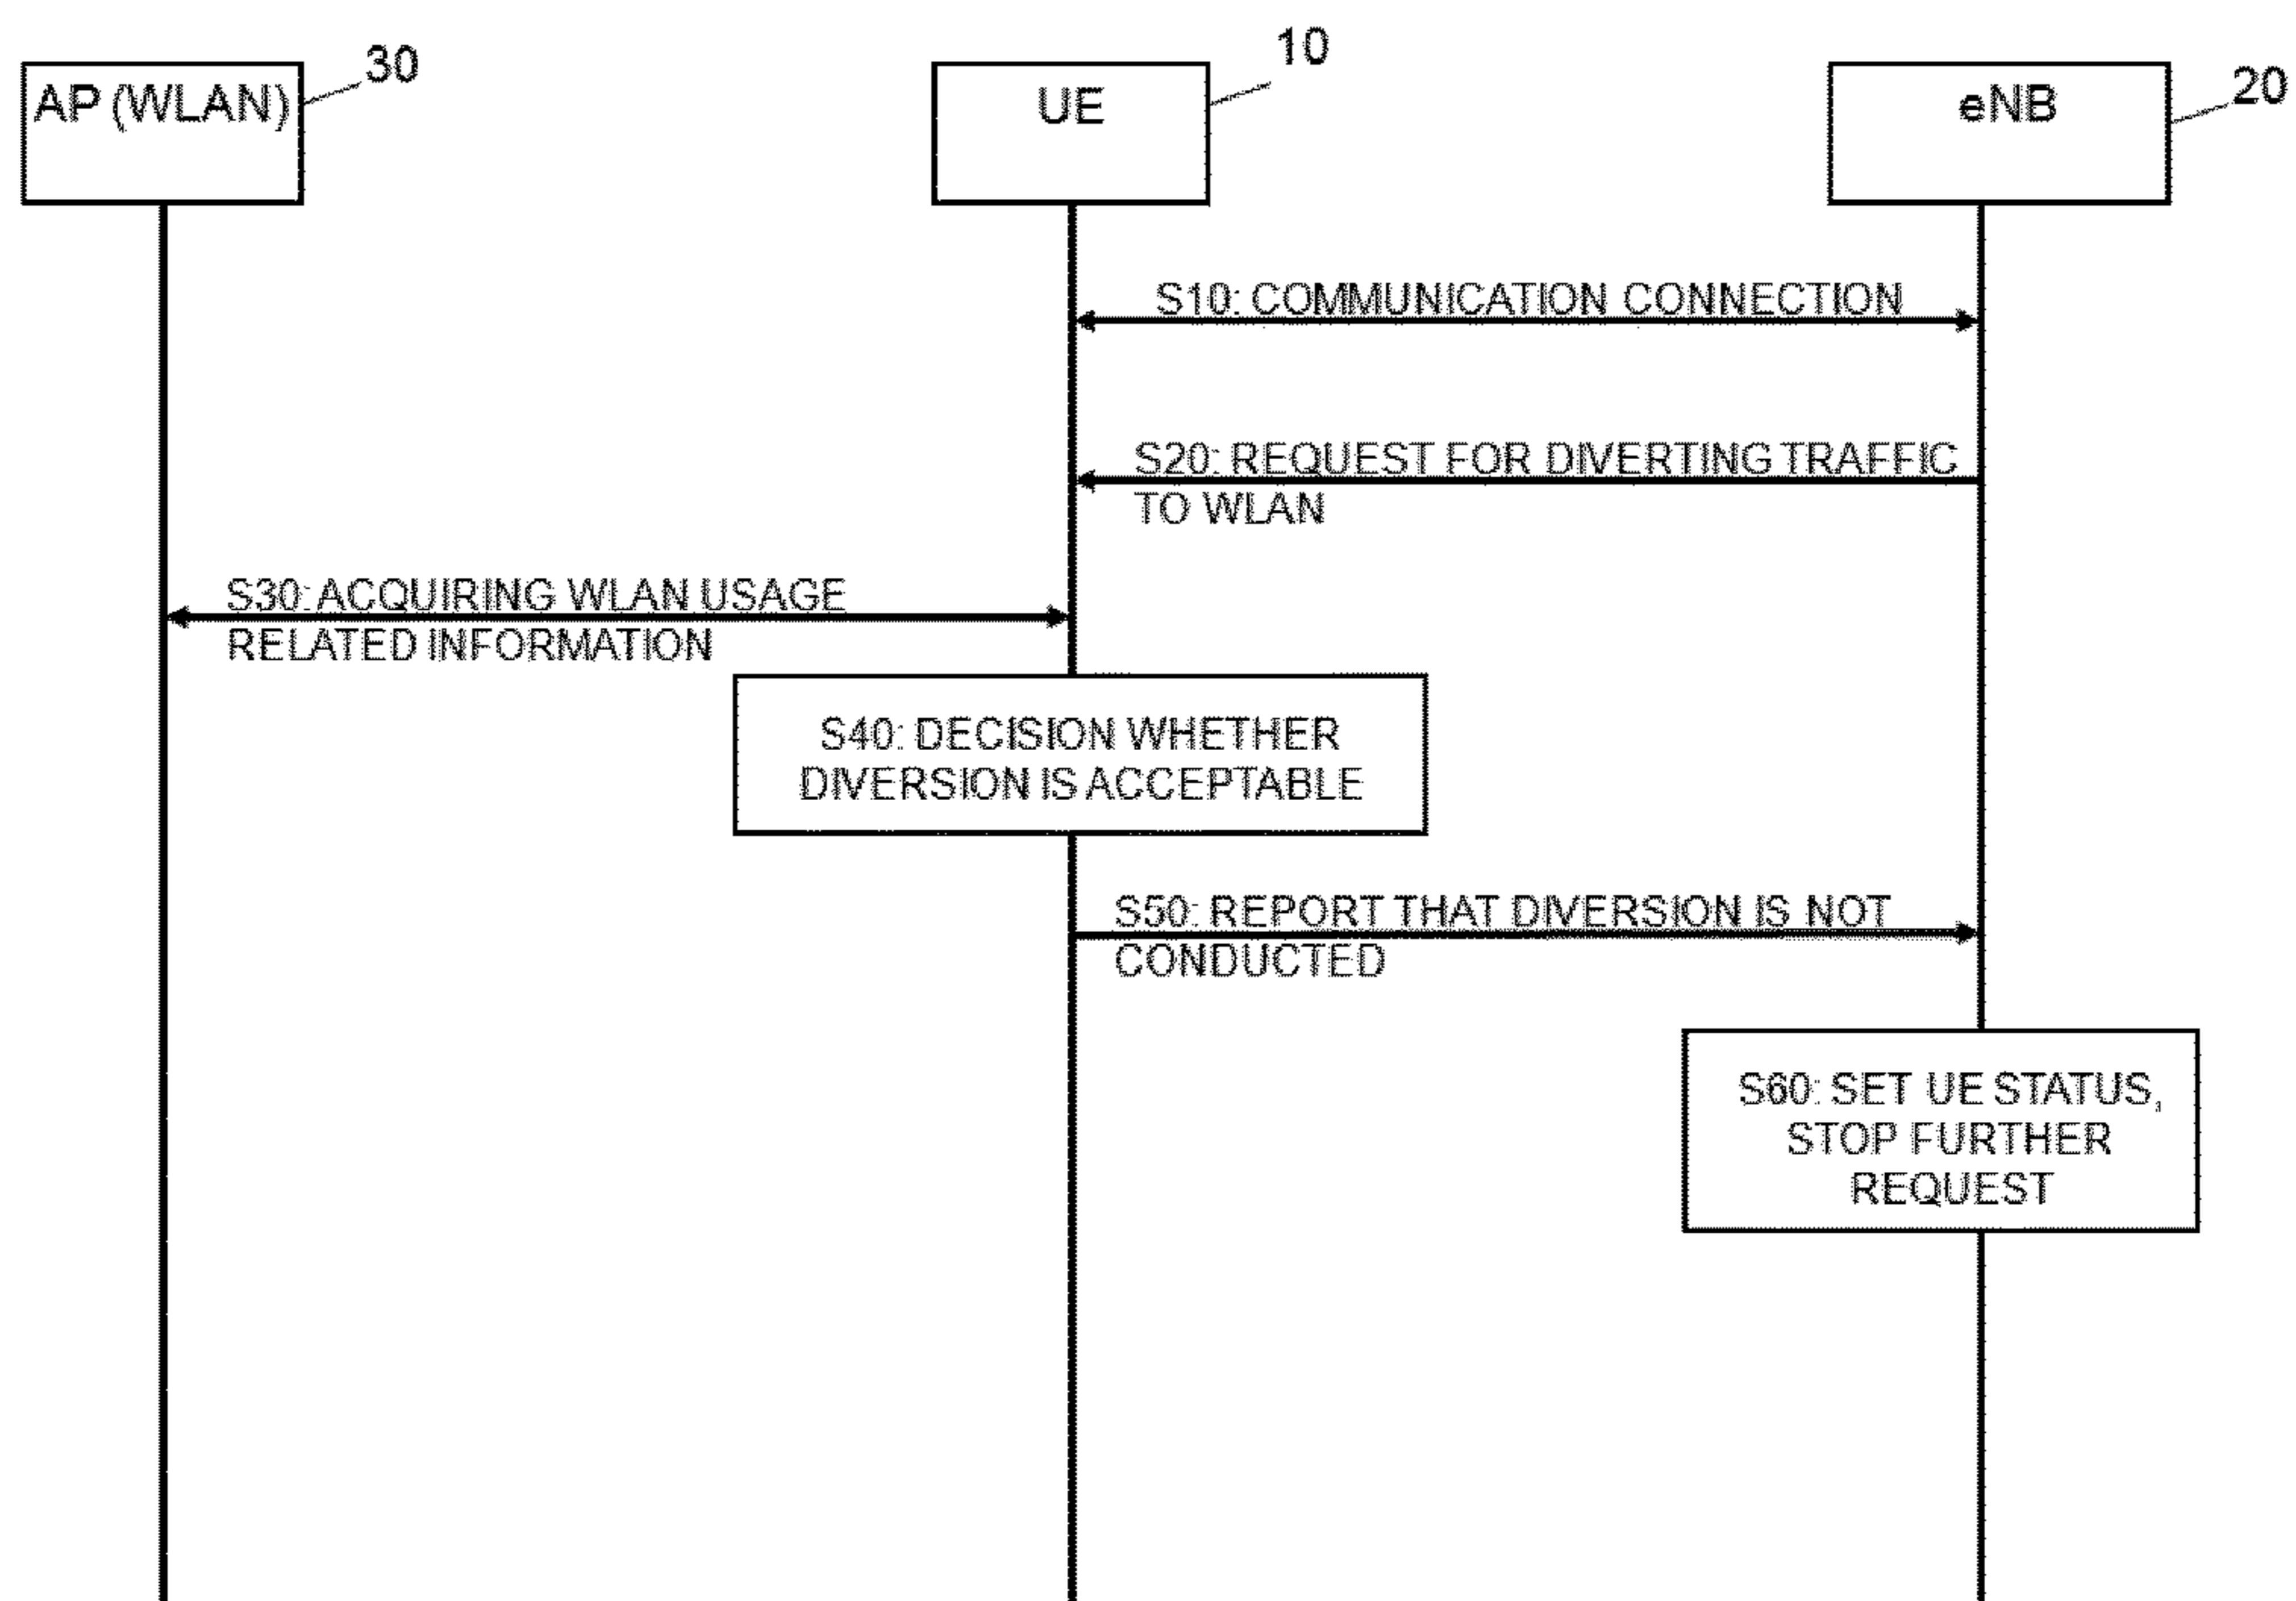 30
10
20
AP (WLAN)
UE
eNB
S10: COMMUNICATION CONNECTION
S20: REQUEST FOR DIVERTING TRAFFIC
TO WLAN
S30: ACQUIRING WLAN USAGE
RELATED INFORMATION
S40: DECISION WHETHER
DIVERSION IS ACCEPTABLE
S50: REPORT THAT DIVERSION IS NOT
CONDUCTED
S60: SET UE STATUS,
STOP FURTHER
REQUEST